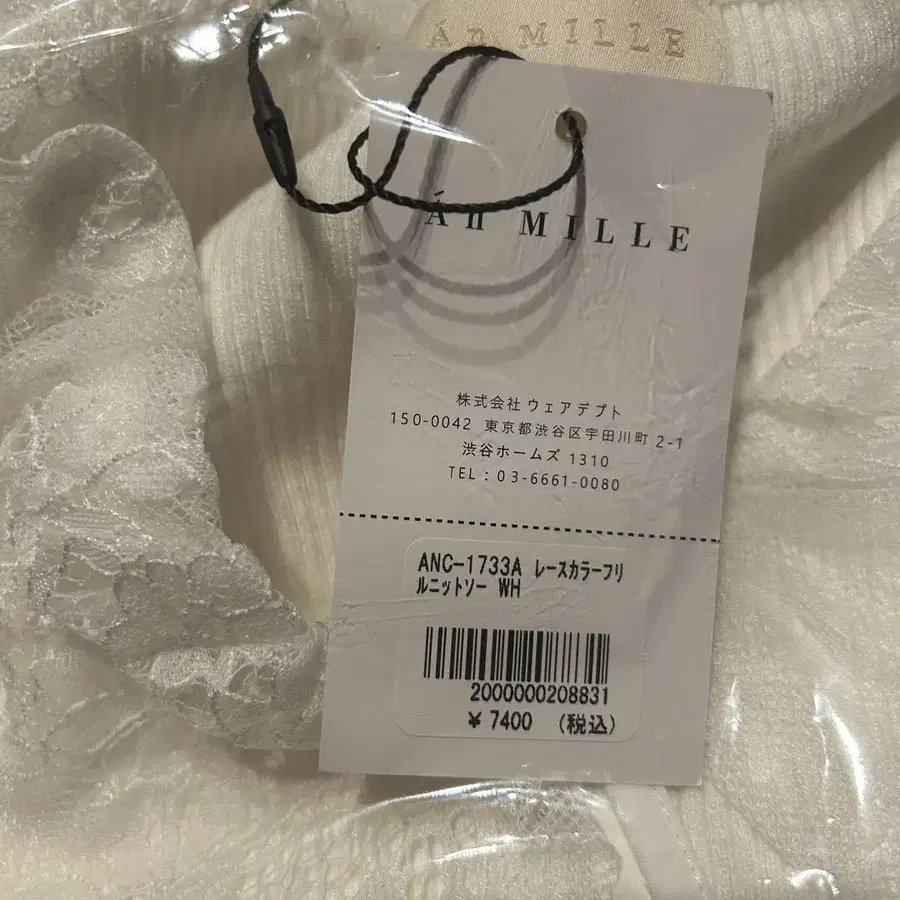 Án MILLE
Án MILLE
株式会社 ウェアデプト
150-0042 東京都渋谷区宇田川町 2-1
渋谷ホームズ 1310
TEL : 03-6661-0080
ANC-1733A レースカラーフリ
ルニットソー WH
2000000208831
¥ 7400 (税込)